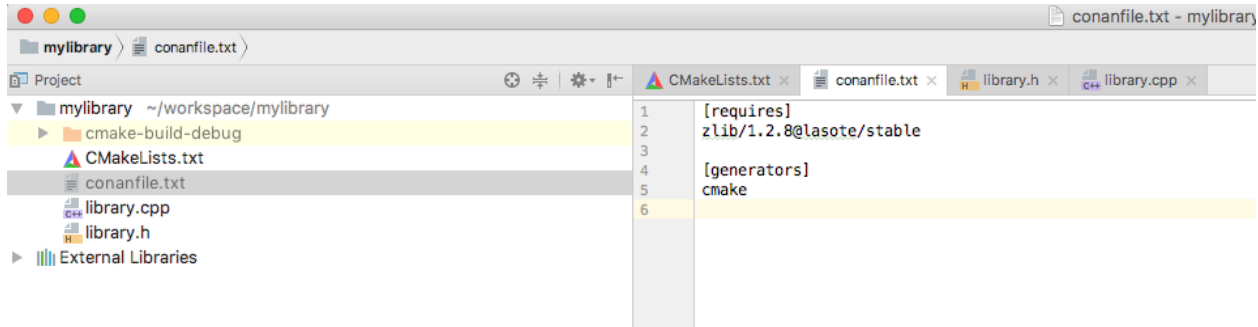 conanfile.txt - mylibrary
mylibrary conanfile.txt
Project
CMakeLists.txt conanfile.txt library.h library.cpp
mylibrary ~/workspace/mylibrary
cmake-build-debug
CMakeLists.txt
conanfile.txt
C++ library.cpp
H library.h
External Libraries
1 [requires]
2 zlib/1.2.8@lasote/stable
3
4 [generators]
5 cmake
6